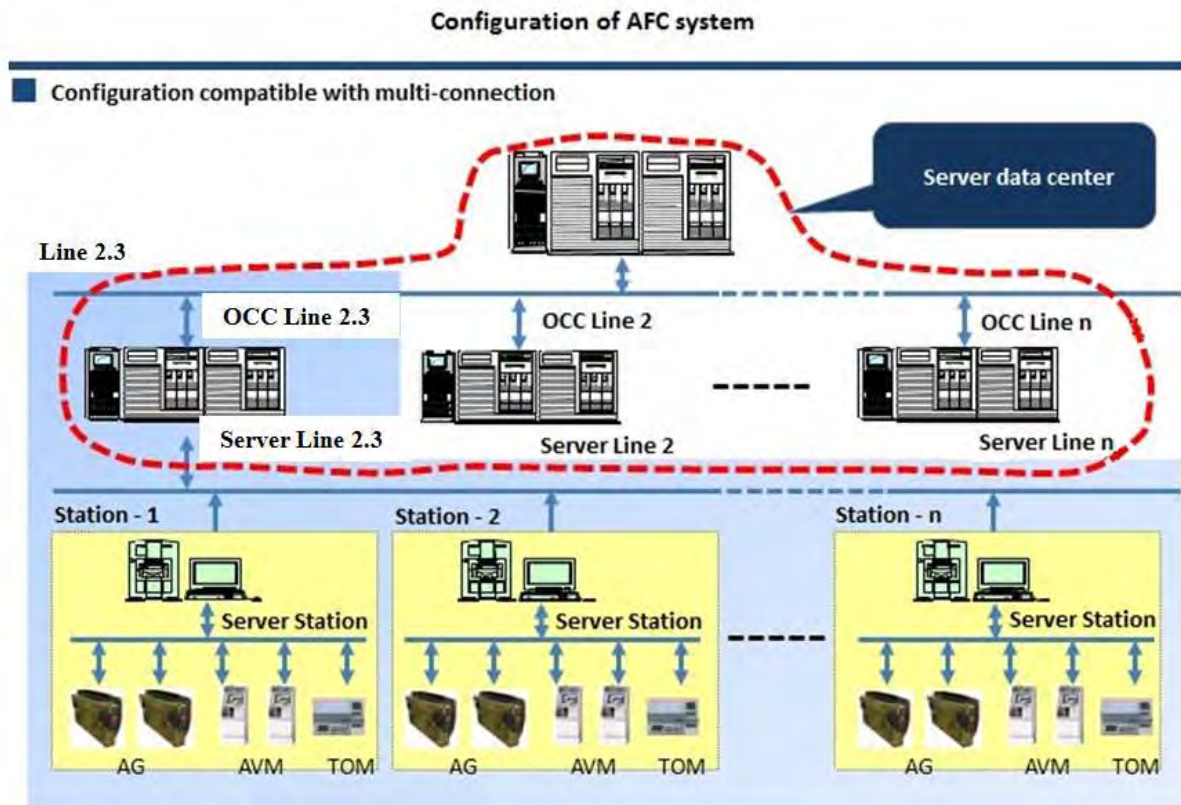 Configuration of AFC system
Configuration compatible with multi-connection
Server data center
Line 2.3
OCC Line 2.3
OCC Line 2
OCC Line n
Server Line 2.3
Server Line 2
Server Line n
Station - 1
Station - 2
Station - n
Server Station
Server Station
Server Station
AG AVM TOM
AG AVM TOM
AG AVM TOM